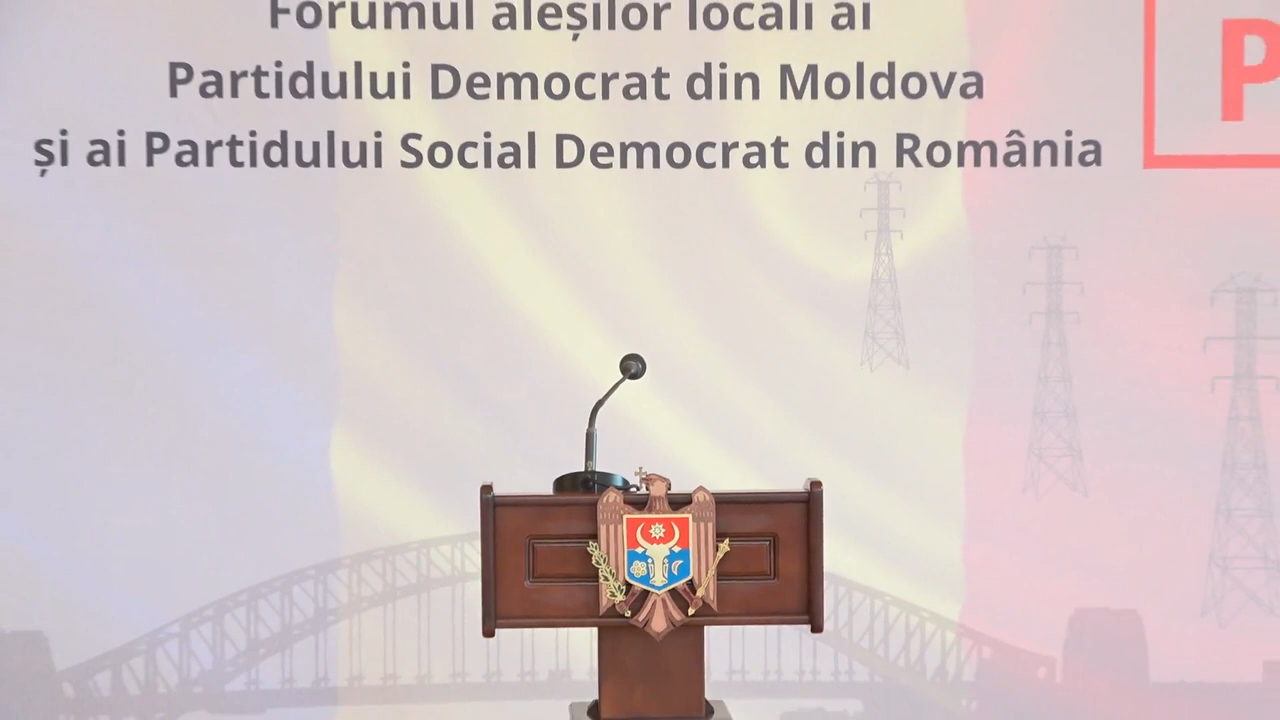 Forumul aleșilor locali ai
Partidului Democrat din Moldova
și ai Partidului Social Democrat din România
P